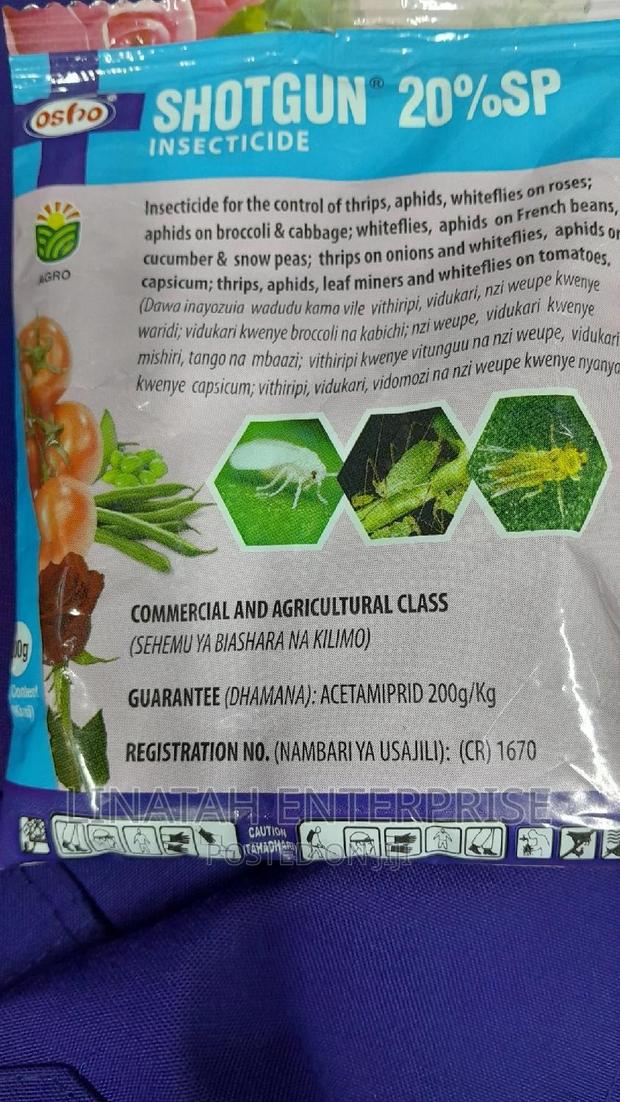 osho
SHOTGUN® 20%SP
INSECTICIDE
AGRO
Insecticide for the control of thrips, aphids, whiteflies on roses;
aphids on broccoli & cabbage; whiteflies, aphids on French beans,
cucumber & snow peas; thrips on onions and whiteflies, aphids on
capsicum; thrips, aphids, leaf miners and whiteflies on tomatoes.
(Dawa inayozuia wadudu kama vile vithiripi, vidukari, nzi weupe kwenye
waridi; vidukari kwenye broccoli na kabichi; nzi weupe, vidukari kwenye
mishiri, tango na mbaazi; vithiripi kwenye vitunguu na nzi weupe, vidukari
kwenye capsicum; vithiripi, vidukari, vidomozi na nzi weupe kwenye nyanya
COMMERCIAL AND AGRICULTURAL CLASS
(SEHEMU YA BIASHARA NA KILIMO)
GUARANTEE (DHAMANA): ACETAMIPRID 200g/Kg
REGISTRATION NO. (NAMBARI YA USAJILI): (CR) 1670
LINATAH ENTERPRISE
CAUTION
(TAHADHARI)
POSTED ON JIJI